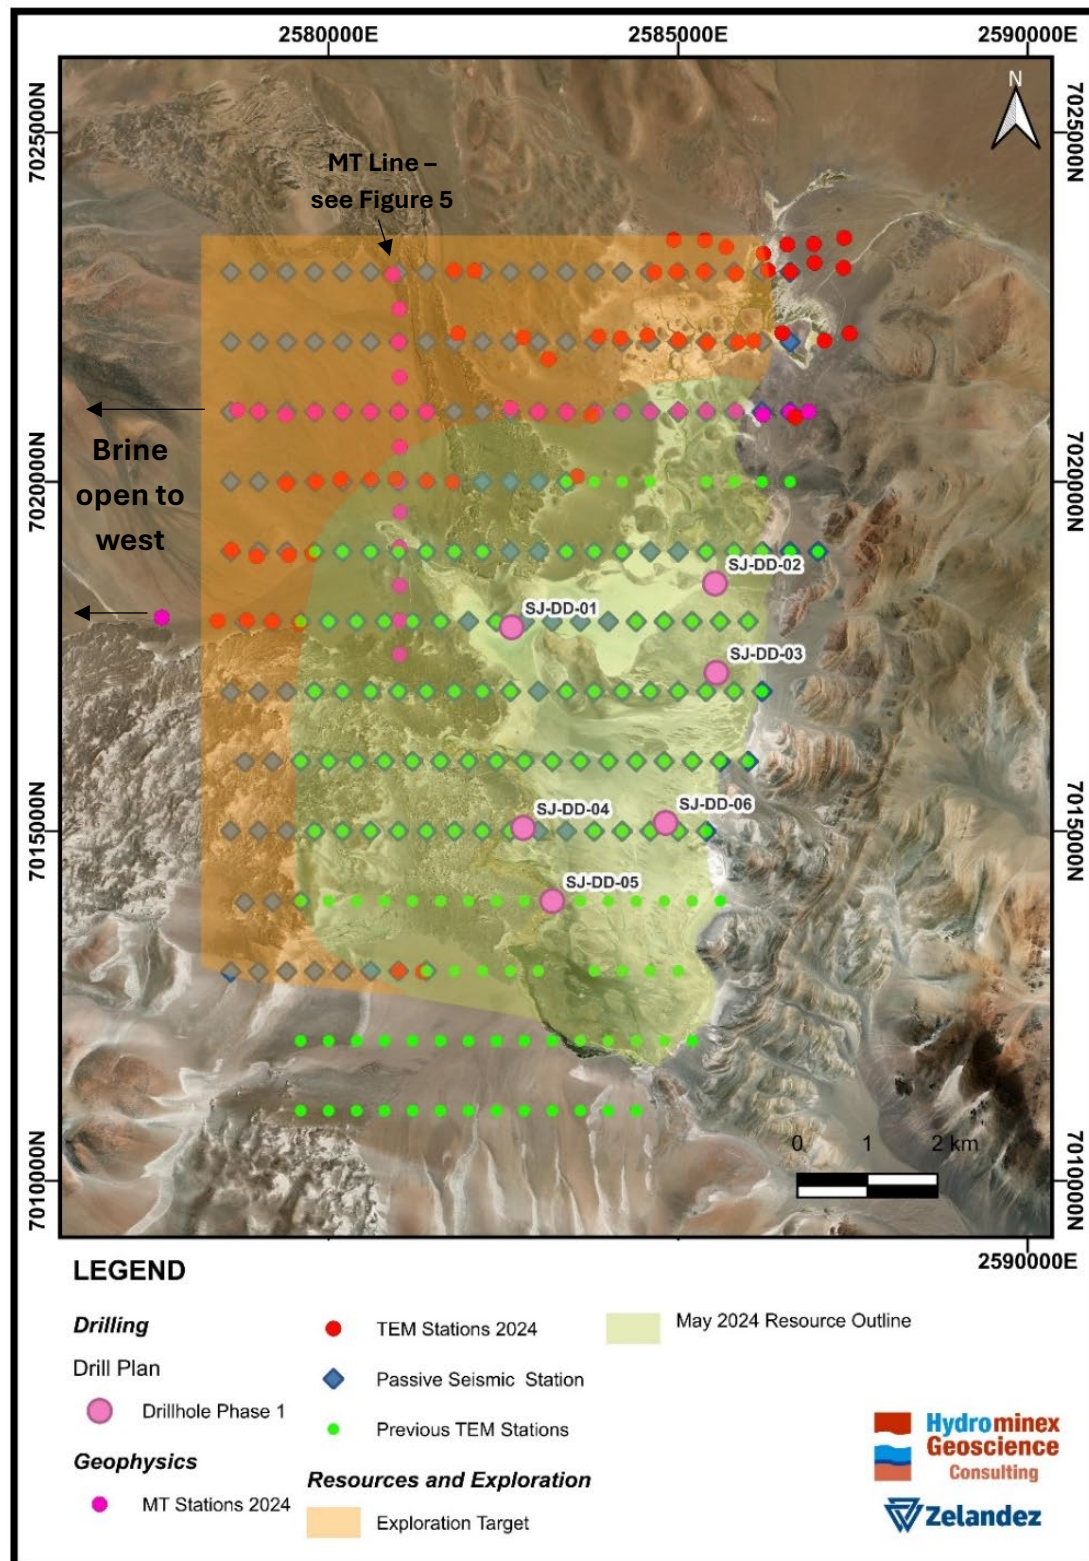 2580000E
2585000E
2590000E
N
7025000N
7025000N
MT Line –
see Figure 5
Brine
open to
west
7020000N
7020000N
SJ-DD-02
SJ-DD-01
SJ-DD-03
SJ-DD-04
SJ-DD-06
7015000N
7015000N
SJ-DD-05
0 1 2 km
7010000N
7010000N
2590000E
LEGEND
Drilling
Drill Plan
Drillhole Phase 1
Geophysics
MT Stations 2024
TEM Stations 2024
Passive Seismic Station
Previous TEM Stations
Resources and Exploration
Exploration Target
May 2024 Resource Outline
Hydrominex
Geoscience
Consulting
Zelandez